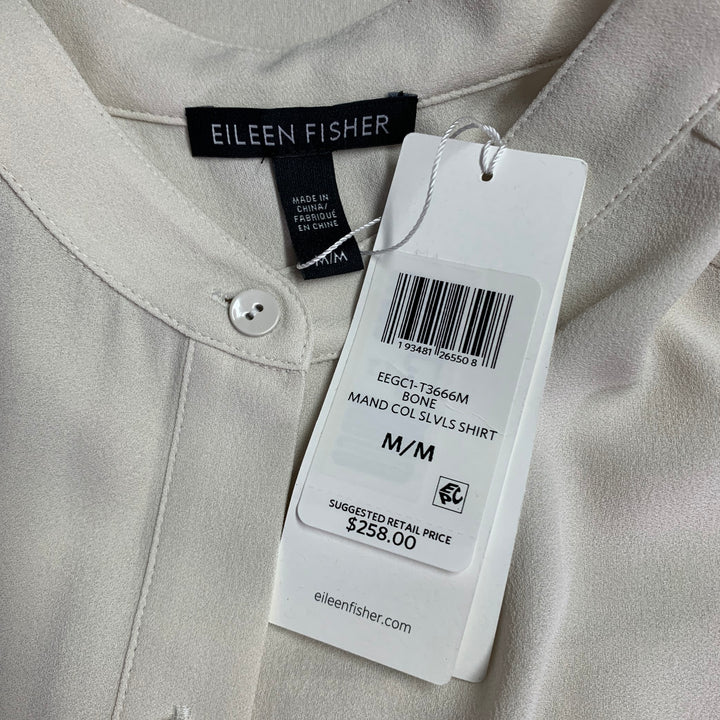 EILEEN FISHER
MADE IN
CHINA/
FABRIQUÉ
EN CHINE
M/M
1 93481 26550 8
EEGC1-T3666M
BONE
MAND COL SLVLS SHIRT
M/M
EPC
SUGGESTED RETAIL PRICE
$258.00
eileenfisher.com